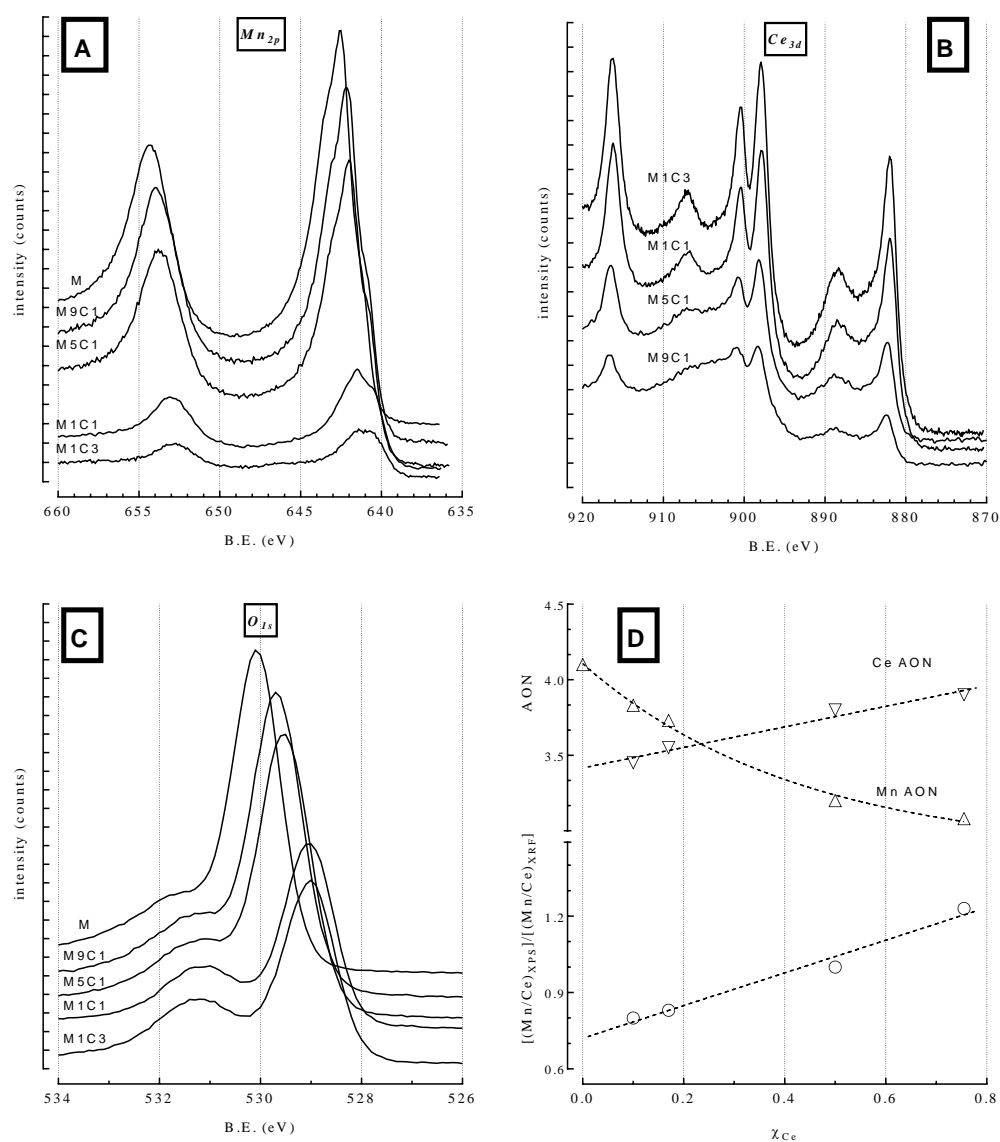 A
Mn2p
intensity (counts)
M
M9C1
M5C1
M1C1
M1C3
660 655 650 645 640 635
B.E. (eV)
B
Ce3d
intensity (counts)
M1C3
M1C1
M5C1
M9C1
920 910 900 890 880 870
B.E. (eV)
C
O1s
intensity (counts)
M
M9C1
M5C1
M1C1
M1C3
534 532 530 528 526
B.E. (eV)
D
4.5
4.0
3.5
AON
Ce AON
Mn AON
1.2
0.9
0.6
[(Mn/Ce)XPS]/[(Mn/Ce)XRF]
0.0 0.2 0.4 0.6 0.8
χCe